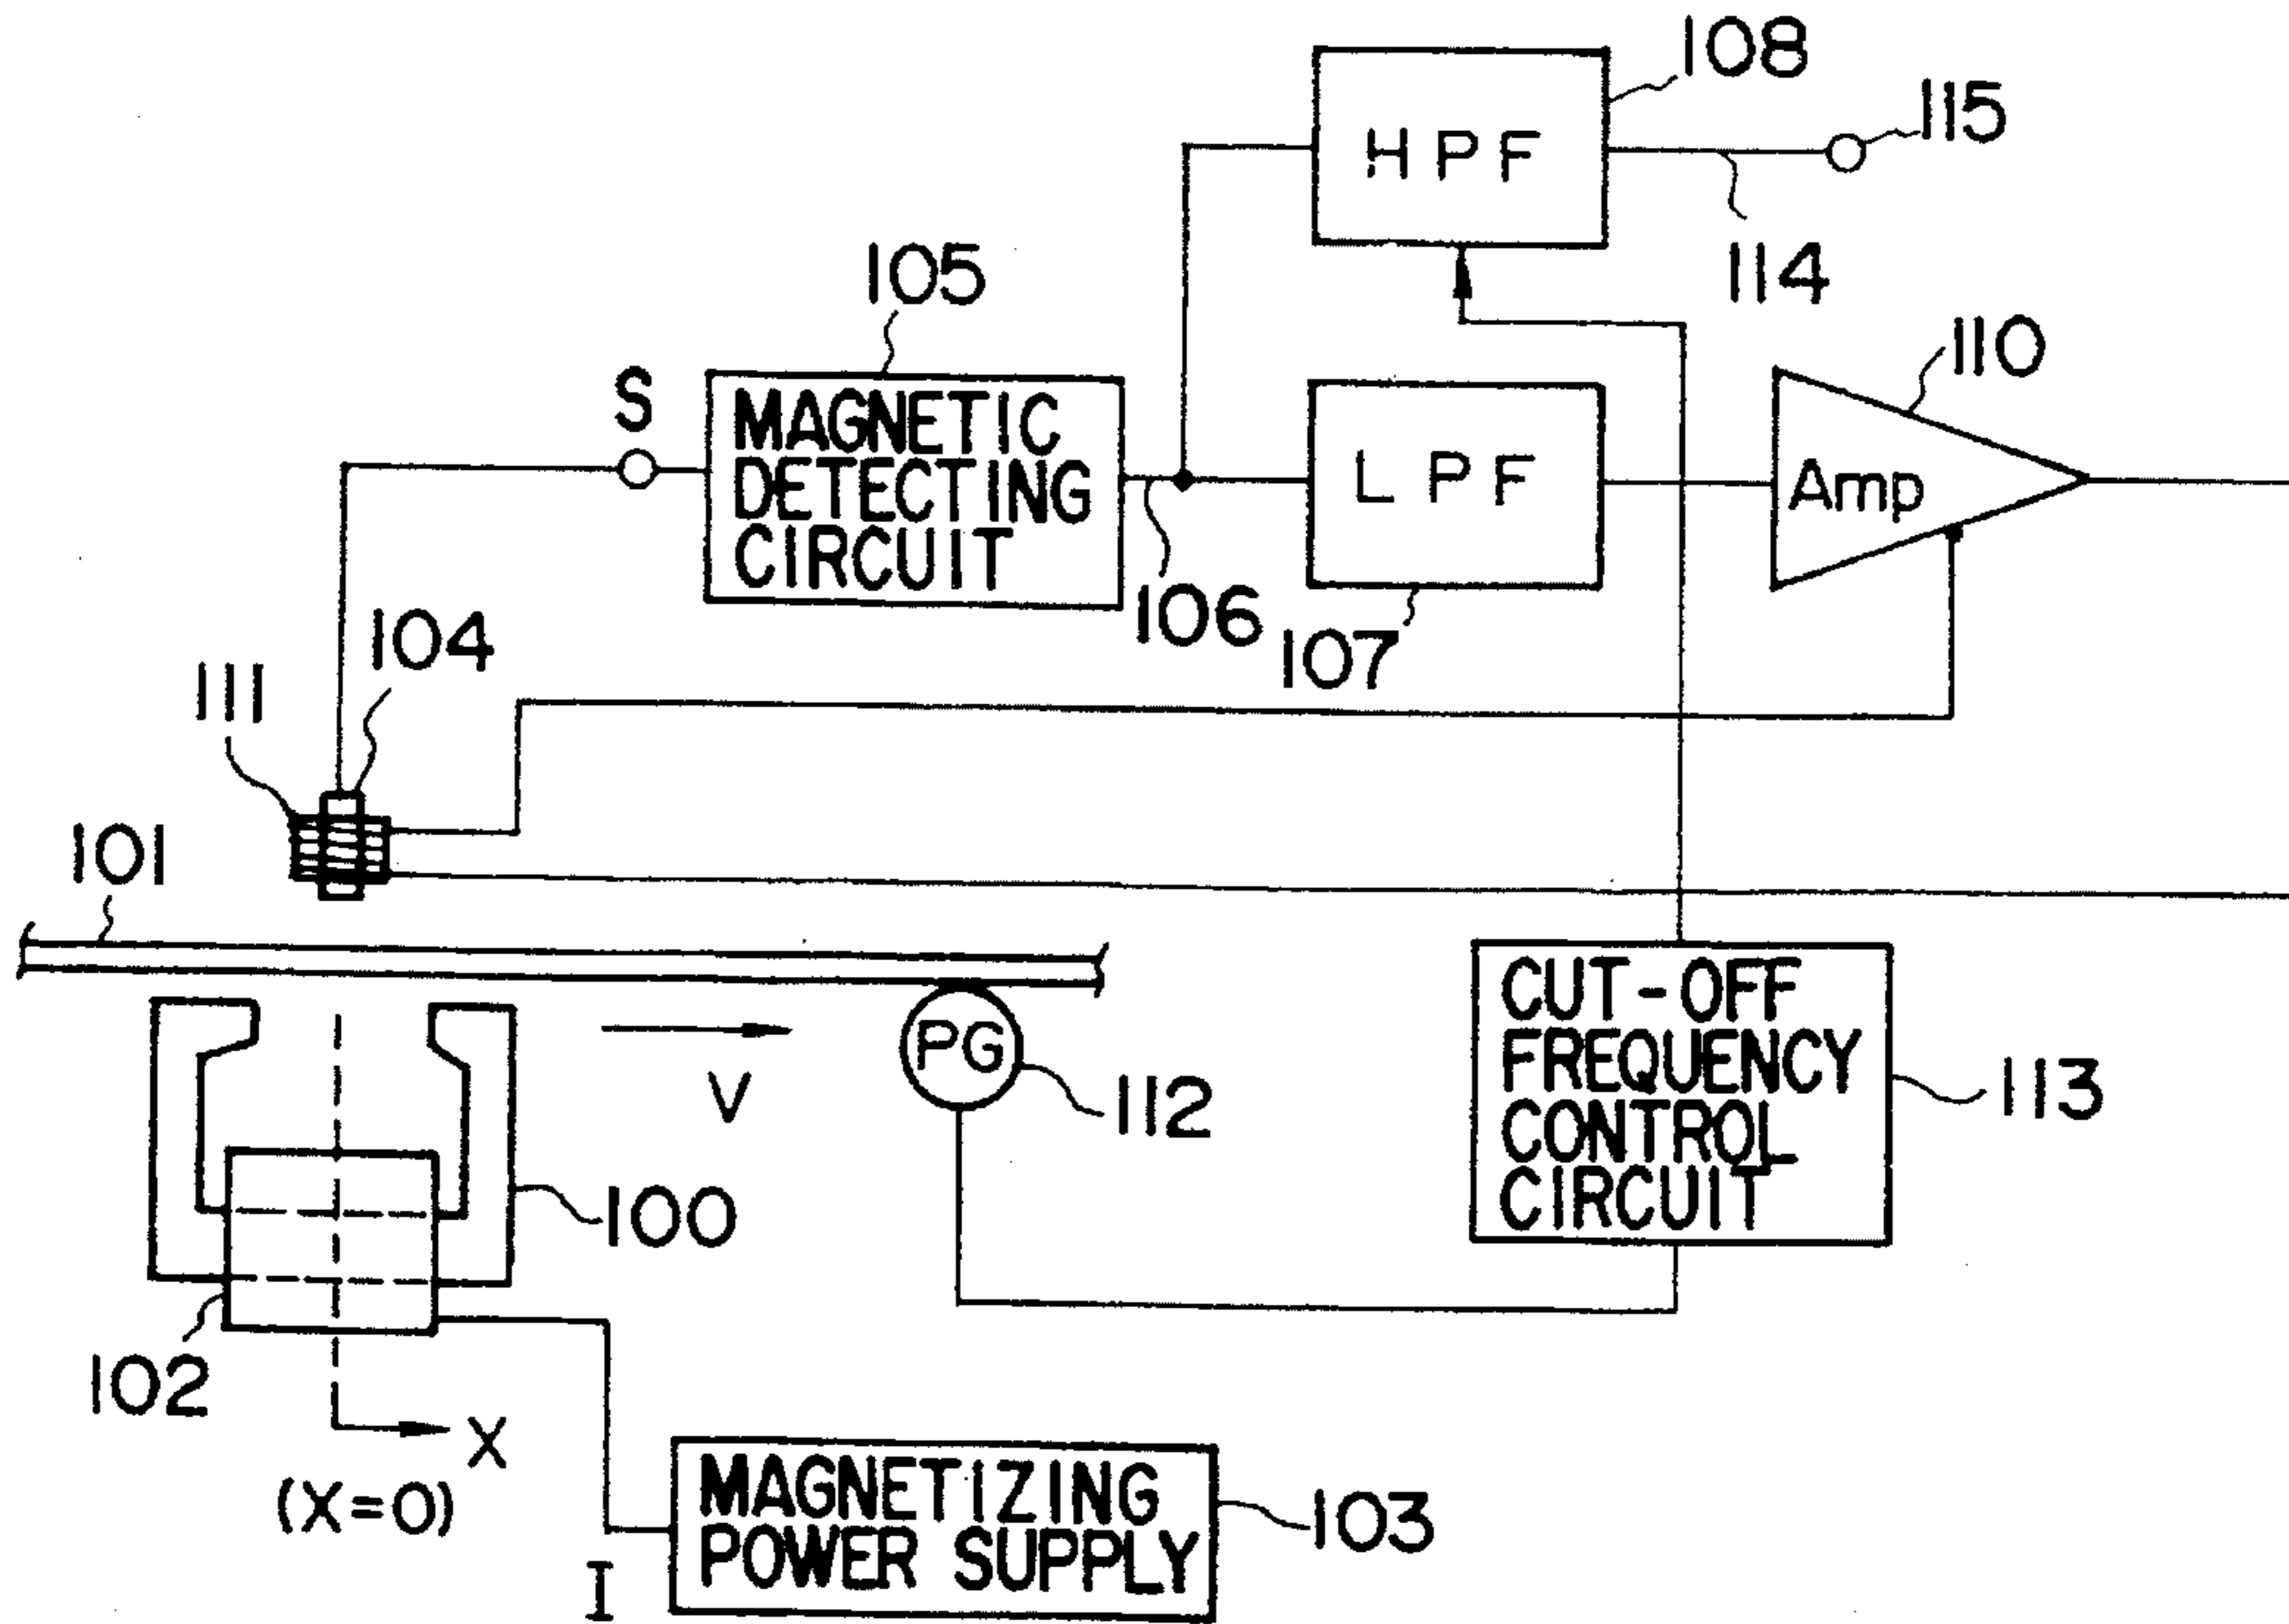 108
115
HPF
114
105
110
S
MAGNETIC
DETECTING
CIRCUIT
LPF
Amp
106
107
104
111
101
PG
V
112
CUT-OFF
FREQUENCY
CONTROL
CIRCUIT
113
100
102
X
(X=0)
MAGNETIZING
POWER SUPPLY
103
I